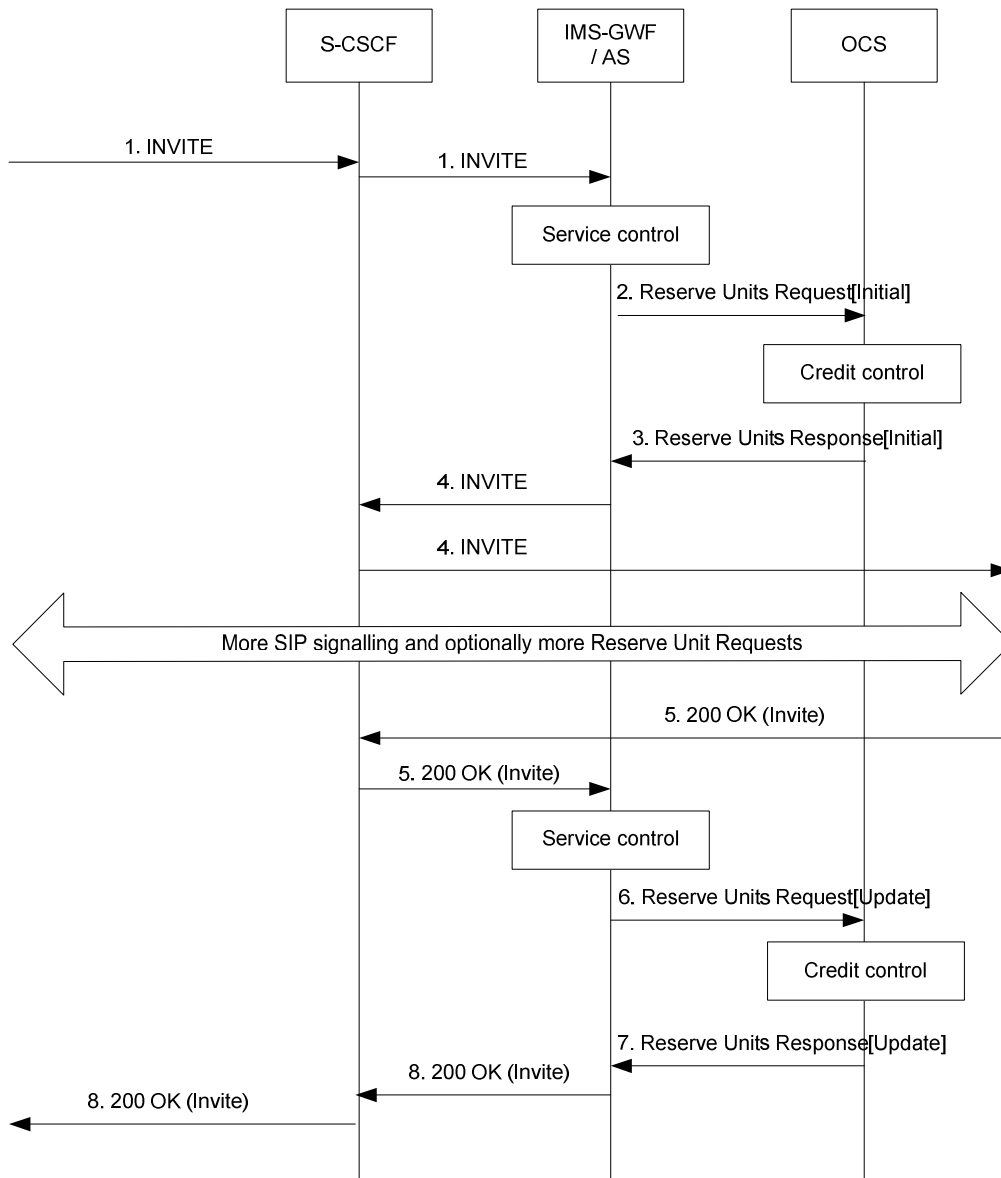 S-CSCF
IMS-GWF
/ AS
OCS
1. INVITE
1. INVITE
Service control
2. Reserve Units Request[Initial]
Credit control
3. Reserve Units Response[Initial]
4. INVITE
4. INVITE
More SIP signalling and optionally more Reserve Unit Requests
5. 200 OK (Invite)
5. 200 OK (Invite)
Service control
6. Reserve Units Request[Update]
Credit control
7. Reserve Units Response[Update]
8. 200 OK (Invite)
8. 200 OK (Invite)